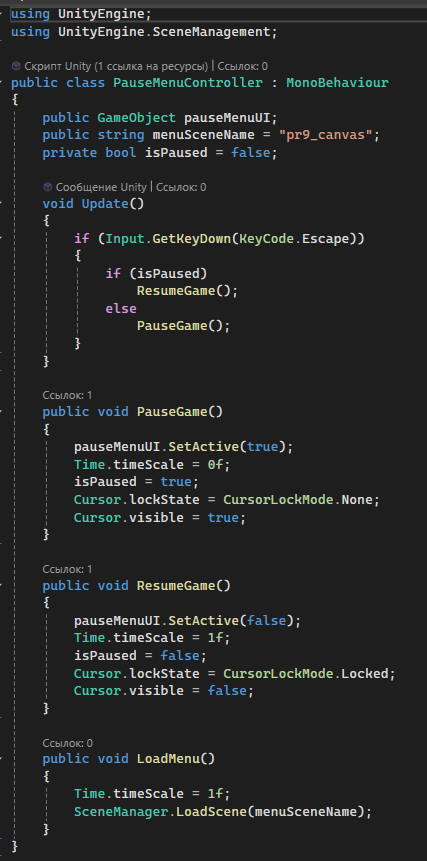 using UnityEngine;
using UnityEngine.SceneManagement;
Скрипт Unity (1 ссылка на ресурсы) | Ссылок: 0
public class PauseMenuController : MonoBehaviour
{
public GameObject pauseMenuUI;
public string menuSceneName = "pr9_canvas";
private bool isPaused = false;
Сообщение Unity | Ссылок: 0
void Update()
{
if (Input.GetKeyDown(KeyCode.Escape))
{
if (isPaused)
ResumeGame();
else
PauseGame();
}
}
Ссылок: 1
public void PauseGame()
{
pauseMenuUI.SetActive(true);
Time.timeScale = 0f;
isPaused = true;
Cursor.lockState = CursorLockMode.None;
Cursor.visible = true;
}
Ссылок: 1
public void ResumeGame()
{
pauseMenuUI.SetActive(false);
Time.timeScale = 1f;
isPaused = false;
Cursor.lockState = CursorLockMode.Locked;
Cursor.visible = false;
}
Ссылок: 0
public void LoadMenu()
{
Time.timeScale = 1f;
SceneManager.LoadScene(menuSceneName);
}
}